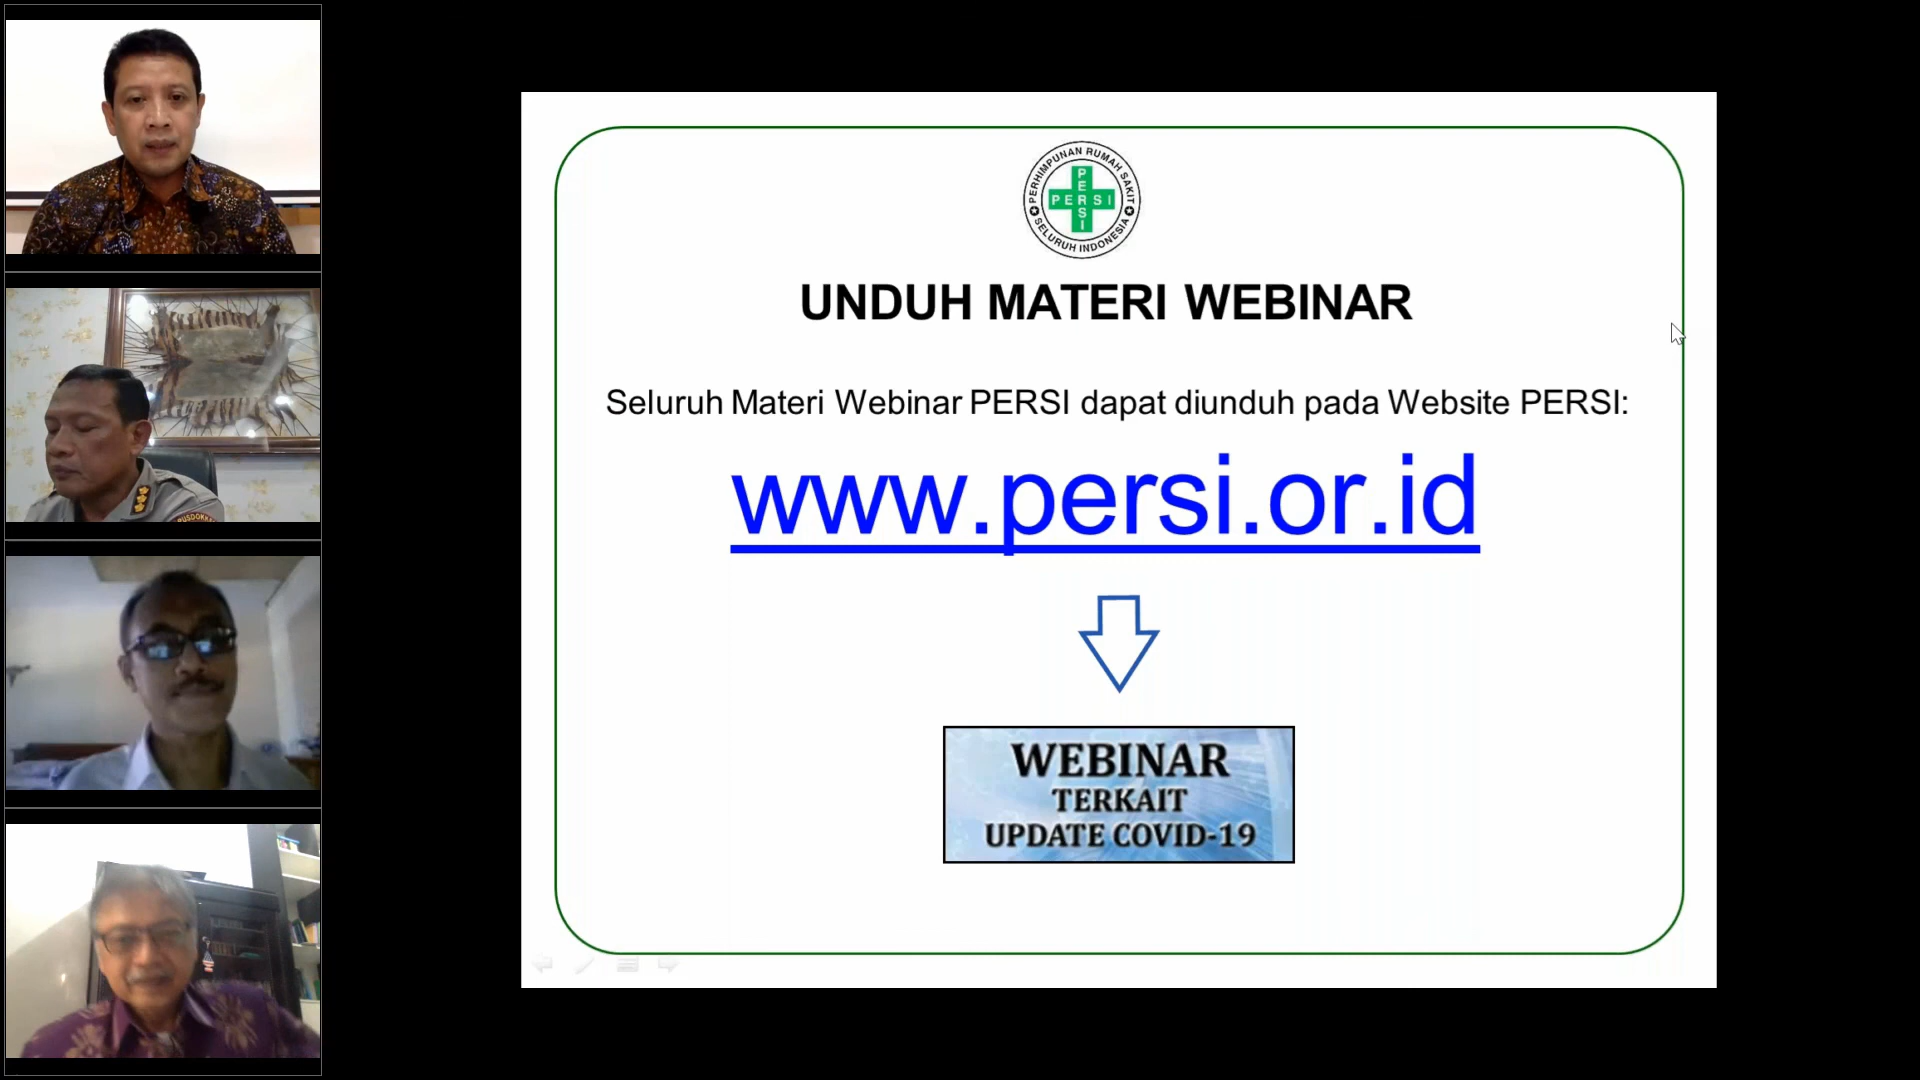 PERHIMPUNAN RUMAH SAKIT
PERSI
PERSI
SELURUH INDONESIA
UNDUH MATERI WEBINAR
Seluruh Materi Webinar PERSI dapat diunduh pada Website PERSI:
www.persi.or.id
WEBINAR
TERKAIT
UPDATE COVID-19